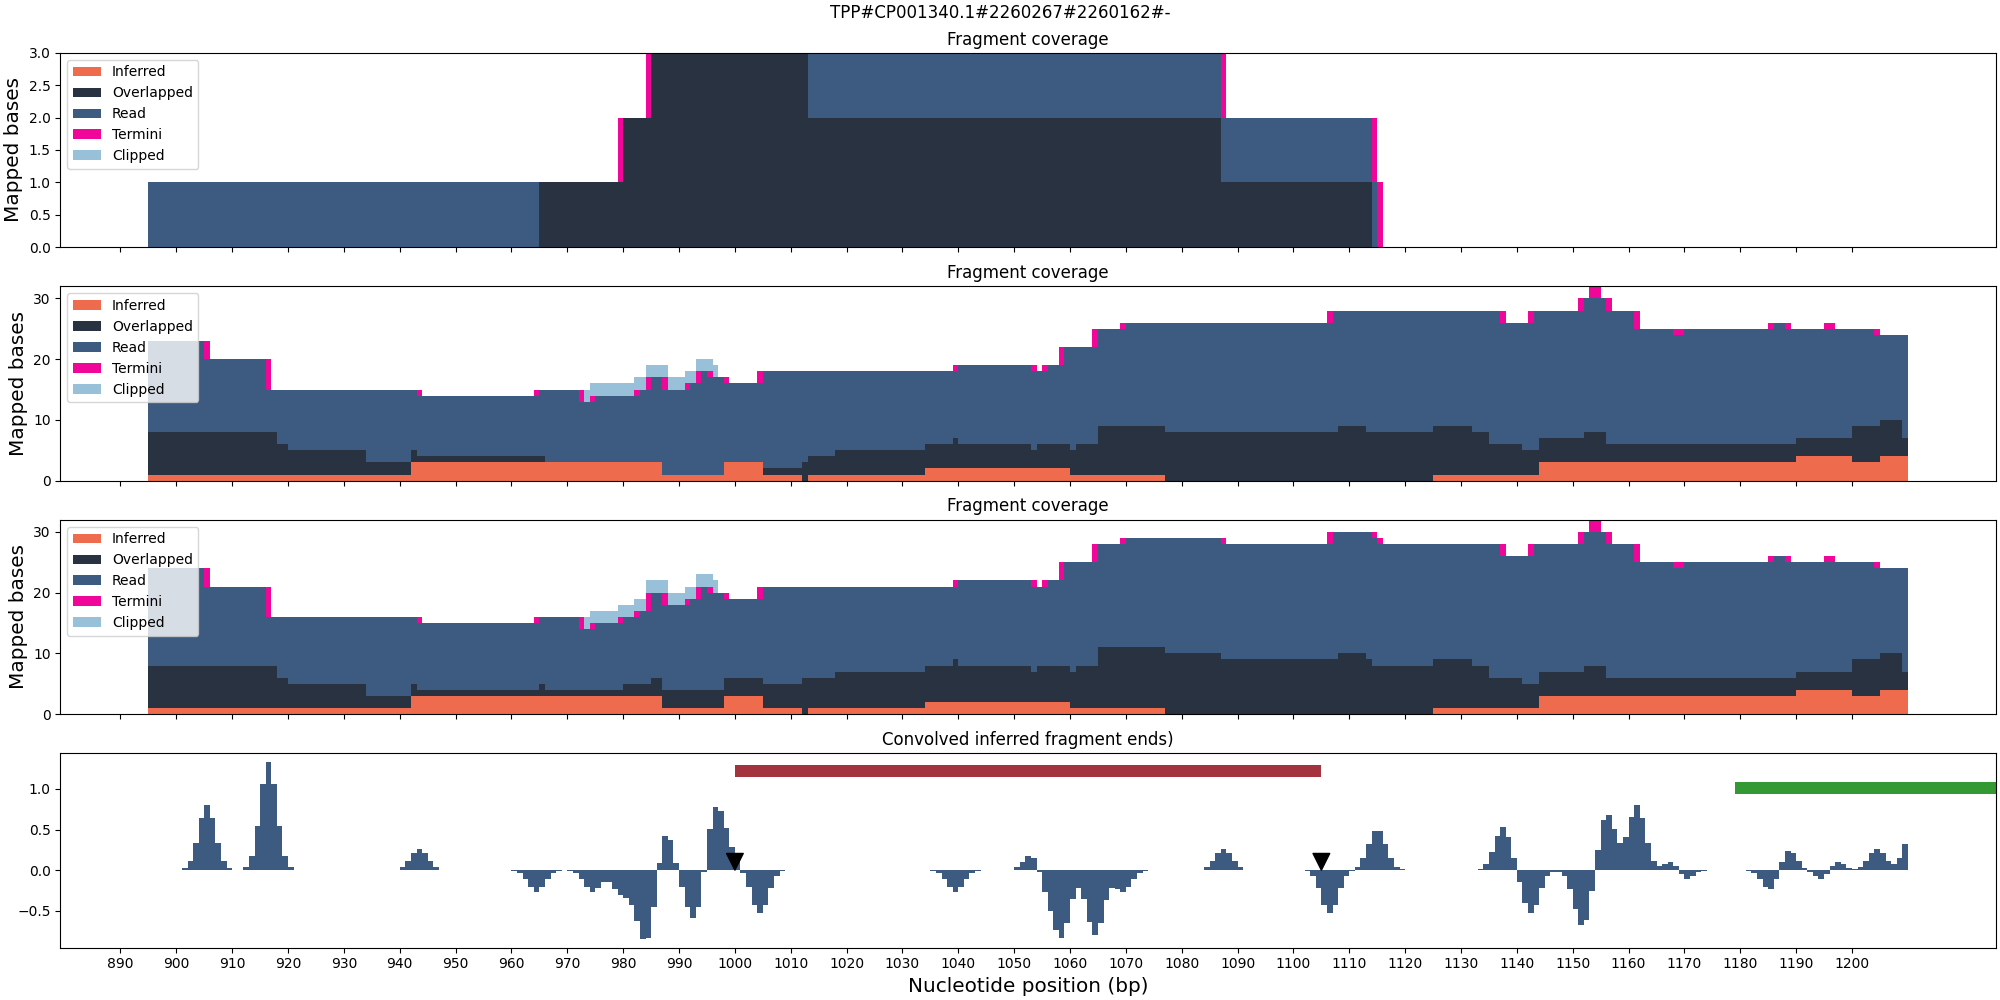 TPP#CP001340.1#2260267#2260162#-
Fragment coverage
Mapped bases
3.0
2.5
2.0
1.5
1.0
0.5
0.0
Inferred
Overlapped
Read
Termini
Clipped
Fragment coverage
Mapped bases
30
20
10
0
Inferred
Overlapped
Read
Termini
Clipped
Fragment coverage
Mapped bases
30
20
10
0
Inferred
Overlapped
Read
Termini
Clipped
Convolved inferred fragment ends)
1.0
0.5
0.0
−0.5
890 900 910 920 930 940 950 960 970 980 990 1000 1010 1020 1030 1040 1050 1060 1070 1080 1090 1100 1110 1120 1130 1140 1150 1160 1170 1180 1190 1200
Nucleotide position (bp)